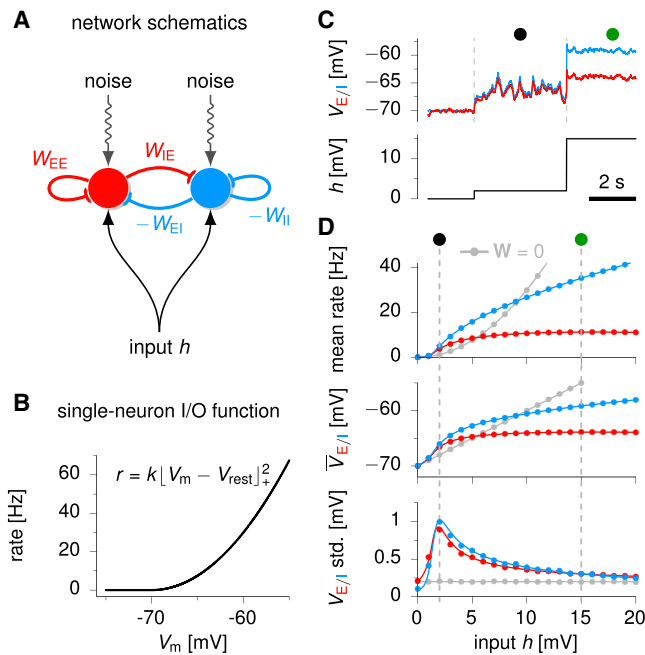 A
network schematics
noise noise
W_EE W_IE
−W_EI −W_II
input h
B
single-neuron I/O function
r = k⌊V_m − V_rest⌋²₊
rate [Hz]
60
40
20
0
-70 -60
V_m [mV]
C
V_E/I [mV]
−60
−65
−70
h [mV]
10
0
2 s
D
W = 0
mean rate [Hz]
40
20
0
V̅_E/I [mV]
−60
−70
V_E/I std. [mV]
1
0.5
0
0 5 10 15 20
input h [mV]